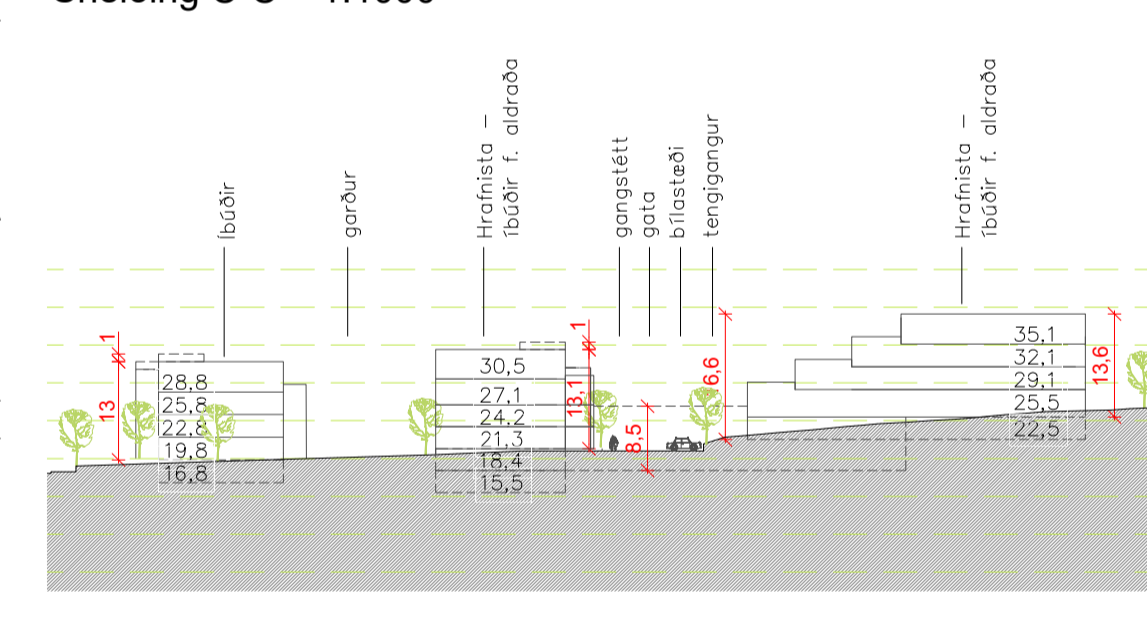 íbúðir
garður
Hrafnista –
íbúðir f. aldraða
gangstétt
gata
bílastæði
tengigangur
Hrafnista –
íbúðir f. aldraða
1
13
28,8
25,8
22,8
19,8
16,8
30,5
27,1
24,2
21,3
18,4
15,5
1
13,1
8,5
6,6
35,1
32,1
29,1
25,5
22,5
13,6